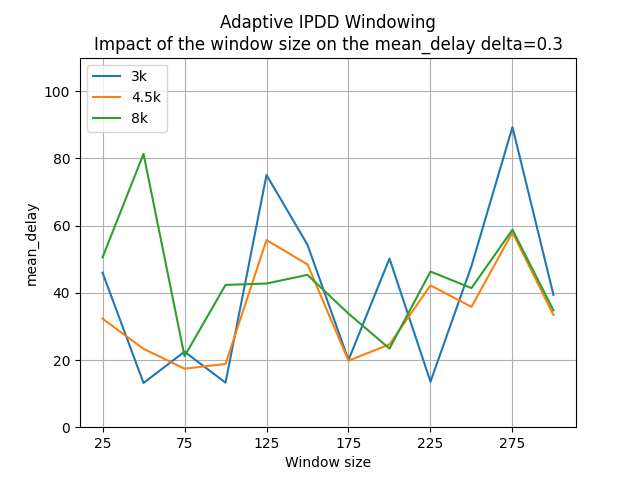 Adaptive IPDD Windowing
Impact of the window size on the mean_delay delta=0.3
3k
4.5k
8k
mean_delay
100
80
60
40
20
0
25 75 125 175 225 275
Window size